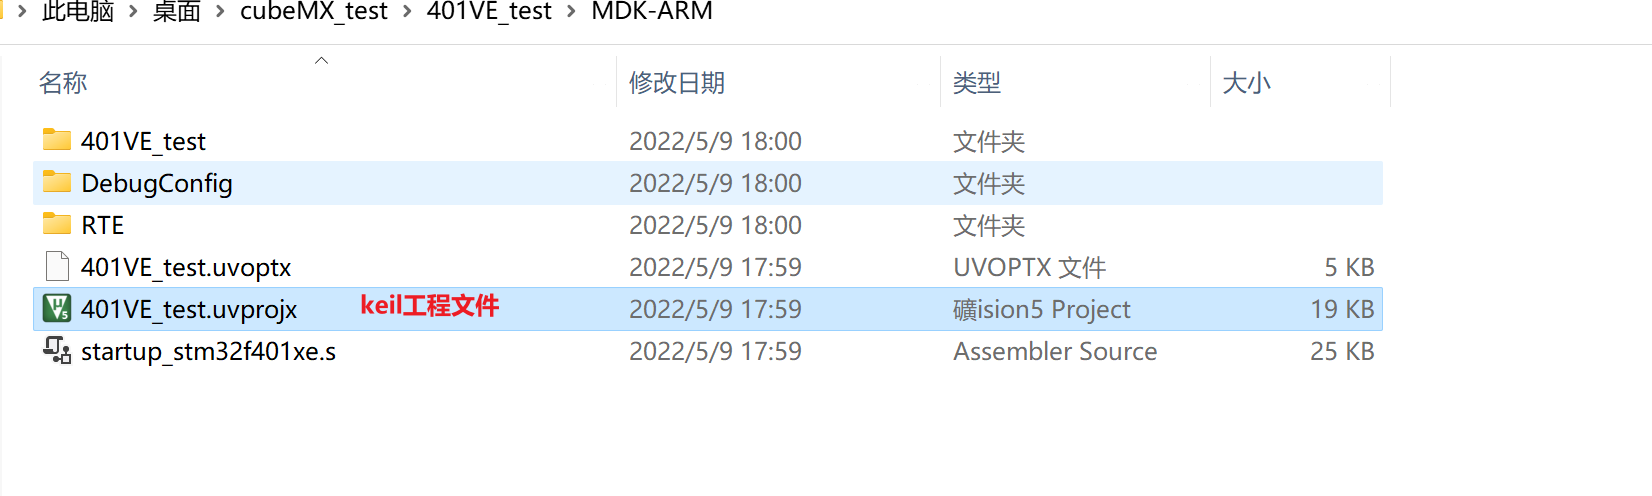 此电脑 > 桌面 > cubeMX_test > 401VE_test > MDK-ARM
名称 修改日期 类型 大小
401VE_test 2022/5/9 18:00 文件夹
DebugConfig 2022/5/9 18:00 文件夹
RTE 2022/5/9 18:00 文件夹
401VE_test.uvoptx 2022/5/9 17:59 UVOPTX 文件 5 KB
401VE_test.uvprojx keil工程文件 2022/5/9 17:59 礦ision5 Project 19 KB
startup_stm32f401xe.s 2022/5/9 17:59 Assembler Source 25 KB